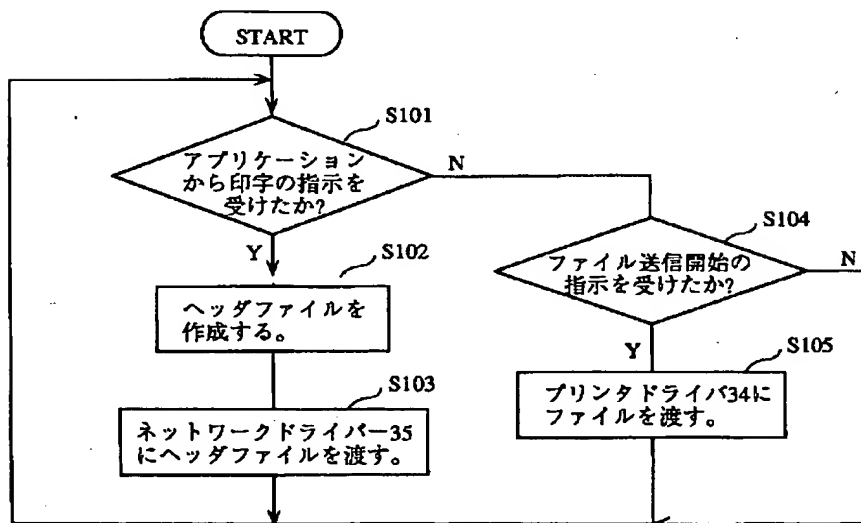 START
S101
アプリケーション
から印字の指示を
受けたか?
N
Y
S102
ヘッダファイルを
作成する。
S103
ネットワークドライバー35
にヘッダファイルを渡す。
S104
ファイル送信開始の
指示を受けたか?
N
Y
S105
プリンタドライバ34に
ファイルを渡す。